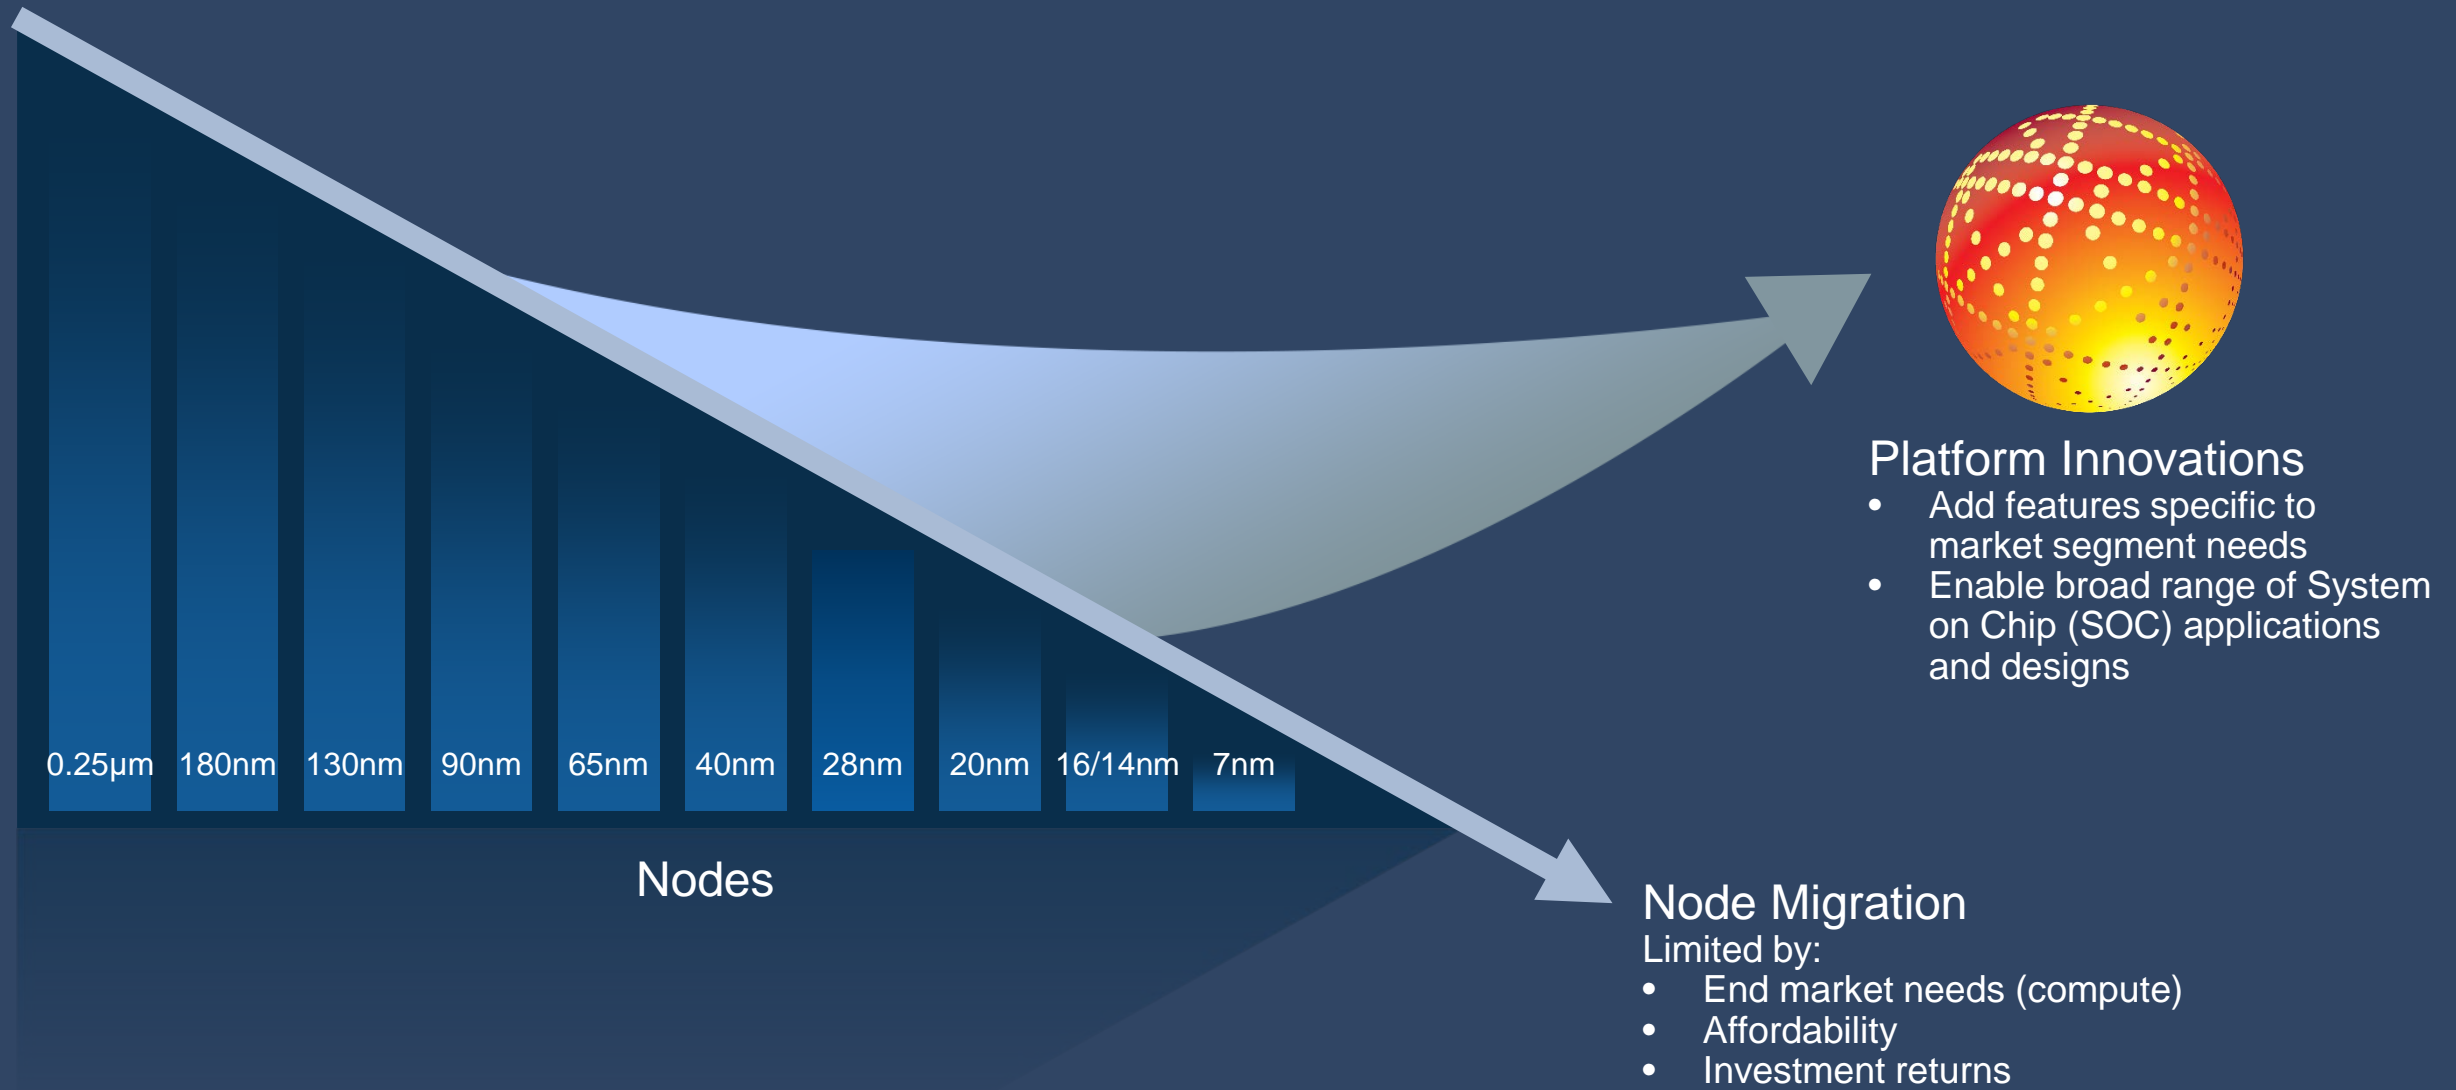 Platform Innovations
• Add features specific to
market segment needs
• Enable broad range of System
on Chip (SOC) applications
and designs
0.25μm 180nm 130nm 90nm 65nm 40nm 28nm 20nm 16/14nm 7nm
Nodes
Node Migration
Limited by:
• End market needs (compute)
• Affordability
• Investment returns